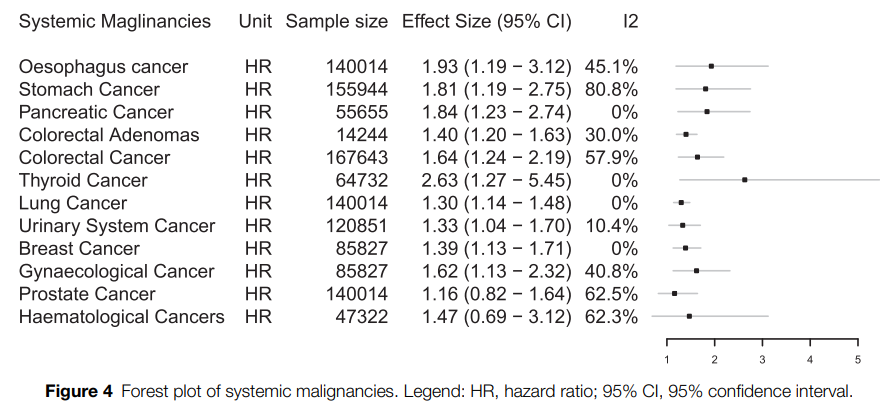 Systemic Maglinancies Unit Sample size Effect Size (95% CI) I2
Oesophagus cancer HR 140014 1.93 (1.19 − 3.12) 45.1%
Stomach Cancer HR 155944 1.81 (1.19 − 2.75) 80.8%
Pancreatic Cancer HR 55655 1.84 (1.23 − 2.74) 0%
Colorectal Adenomas HR 14244 1.40 (1.20 − 1.63) 30.0%
Colorectal Cancer HR 167643 1.64 (1.24 − 2.19) 57.9%
Thyroid Cancer HR 64732 2.63 (1.27 − 5.45) 0%
Lung Cancer HR 140014 1.30 (1.14 − 1.48) 0%
Urinary System Cancer HR 120851 1.33 (1.04 − 1.70) 10.4%
Breast Cancer HR 85827 1.39 (1.13 − 1.71) 0%
Gynaecological Cancer HR 85827 1.62 (1.13 − 2.32) 40.8%
Prostate Cancer HR 140014 1.16 (0.82 − 1.64) 62.5%
Haematological Cancers HR 47322 1.47 (0.69 − 3.12) 62.3%
1 2 3 4 5
Figure 4 Forest plot of systemic malignancies. Legend: HR, hazard ratio; 95% CI, 95% confidence interval.